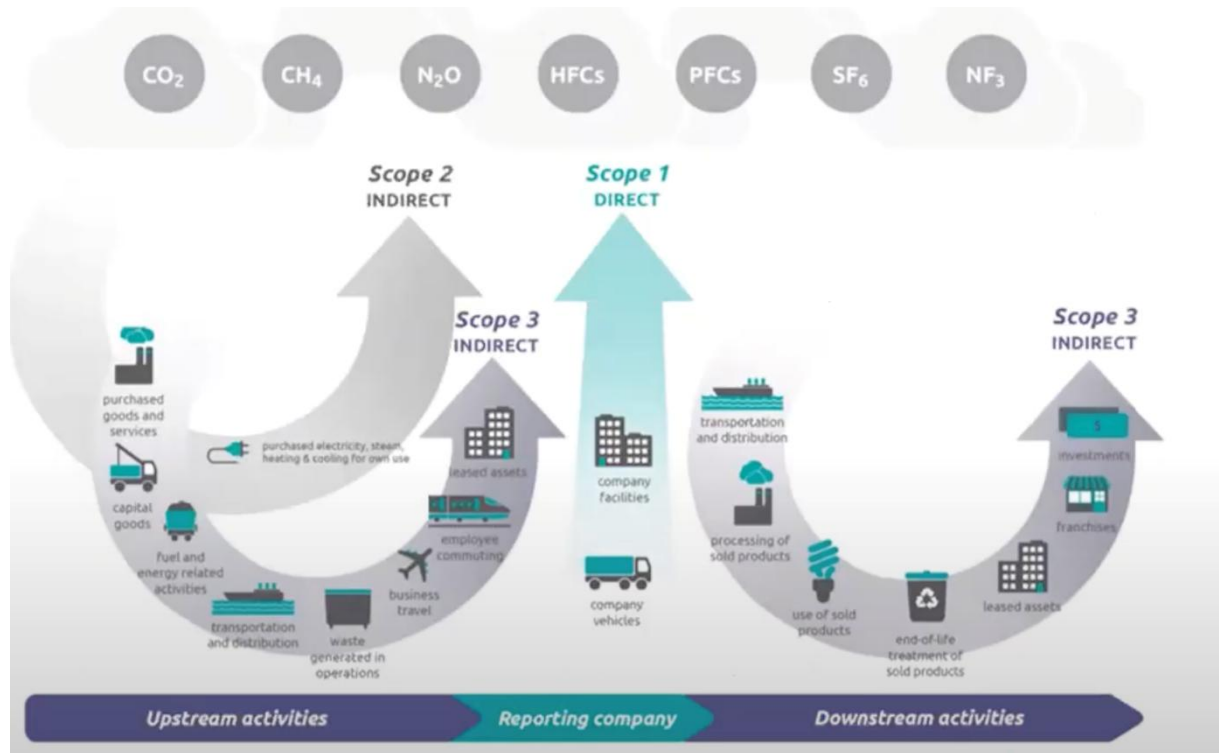 CO₂
CH₄
N₂O
HFCs
PFCs
SF₆
NF₃
Scope 2
INDIRECT
Scope 1
DIRECT
Scope 3
INDIRECT
Scope 3
INDIRECT
purchased
goods and
services
capital
goods
fuel and
energy related
activities
purchased electricity, steam,
heating & cooling for own use
transportation
and distribution
waste
generated in
operations
business
travel
employee
commuting
leased assets
company
facilities
company
vehicles
transportation
and distribution
processing of
sold products
use of sold
products
end-of-life
treatment of
sold products
leased assets
franchises
$
investments
Upstream activities
Reporting company
Downstream activities